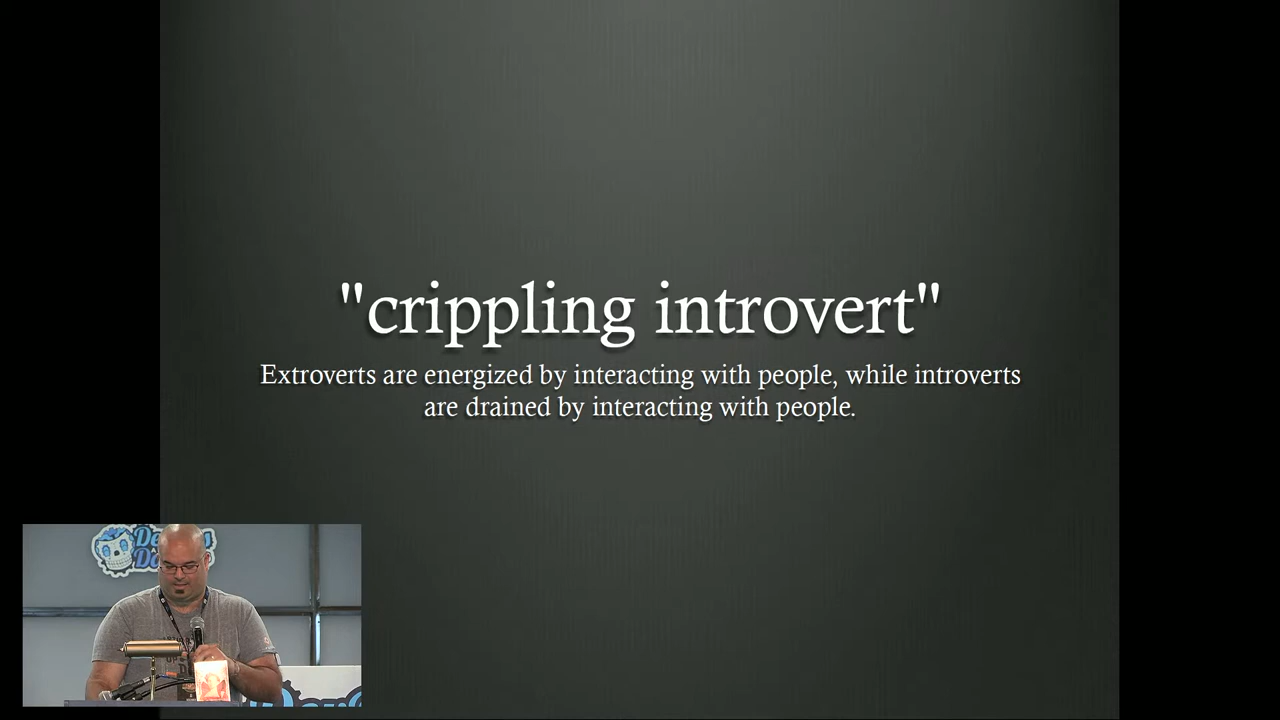 "crippling introvert"
Extroverts are energized by interacting with people, while introverts
are drained by interacting with people.